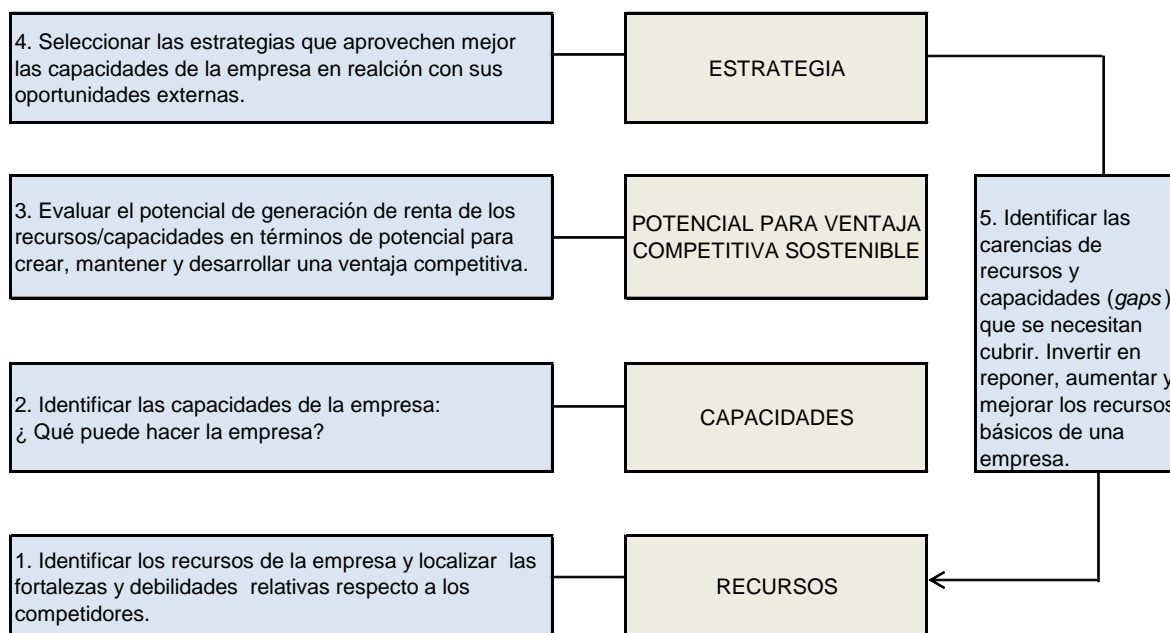 4. Seleccionar las estrategias que aprovechen mejor
las capacidades de la empresa en realción con sus
oportunidades externas.
ESTRATEGIA
3. Evaluar el potencial de generación de renta de los
recursos/capacidades en términos de potencial para
crear, mantener y desarrollar una ventaja competitiva.
POTENCIAL PARA VENTAJA
COMPETITIVA SOSTENIBLE
5. Identificar las
carencias de
recursos y
capacidades (gaps)
que se necesitan
cubrir. Invertir en
reponer, aumentar y
mejorar los recursos
básicos de una
empresa.
2. Identificar las capacidades de la empresa:
¿ Qué puede hacer la empresa?
CAPACIDADES
1. Identificar los recursos de la empresa y localizar las
fortalezas y debilidades relativas respecto a los
competidores.
RECURSOS